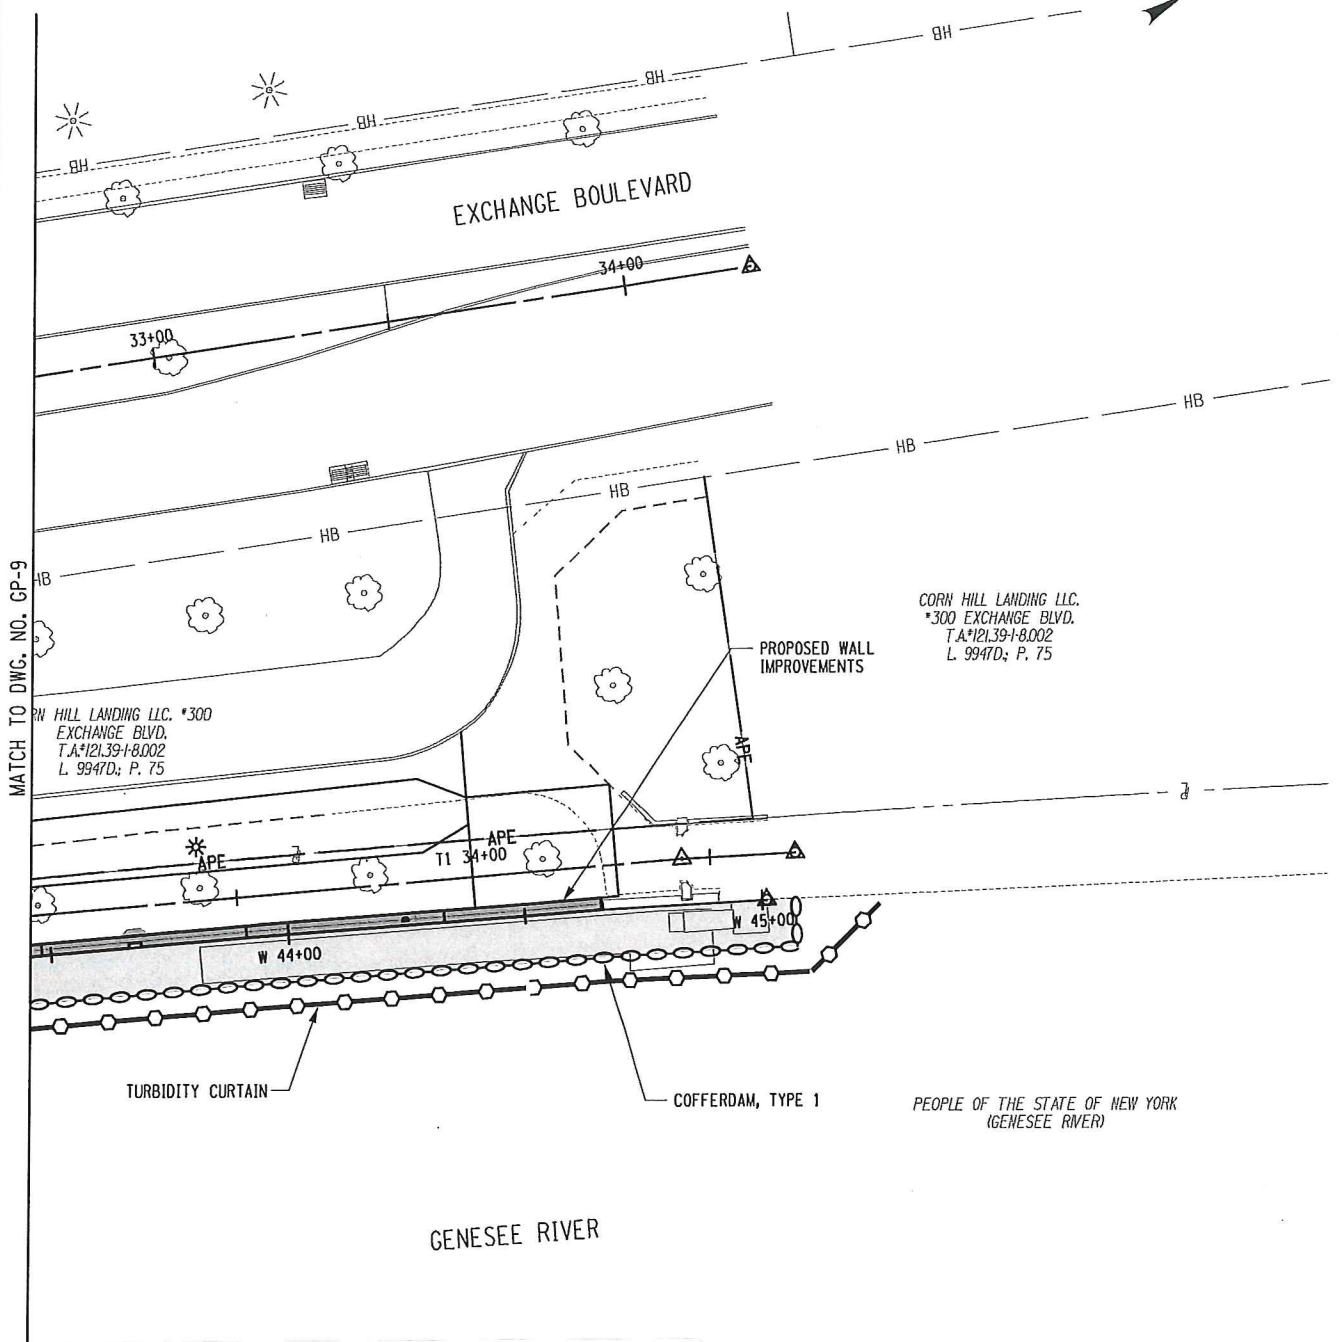 HB
HB
HB
HB
EXCHANGE BOULEVARD
34+00
33+00
HB
HB
HB
HB
HB
MATCH TO DWG. NO. GP-9
CORN HILL LANDING LLC.
#300 EXCHANGE BLVD.
T.A.#121.39-1-8.002
L. 9947D.; P. 75
PROPOSED WALL
IMPROVEMENTS
RN HILL LANDING LLC. #300
EXCHANGE BLVD.
T.A.#121.39-1-8.002
L. 9947D.; P. 75
APE
PL
APE
APE
PL
T1 34+00
W 45+00
W 44+00
TURBIDITY CURTAIN
COFFERDAM, TYPE 1
PEOPLE OF THE STATE OF NEW YORK
(GENESEE RIVER)
GENESEE RIVER